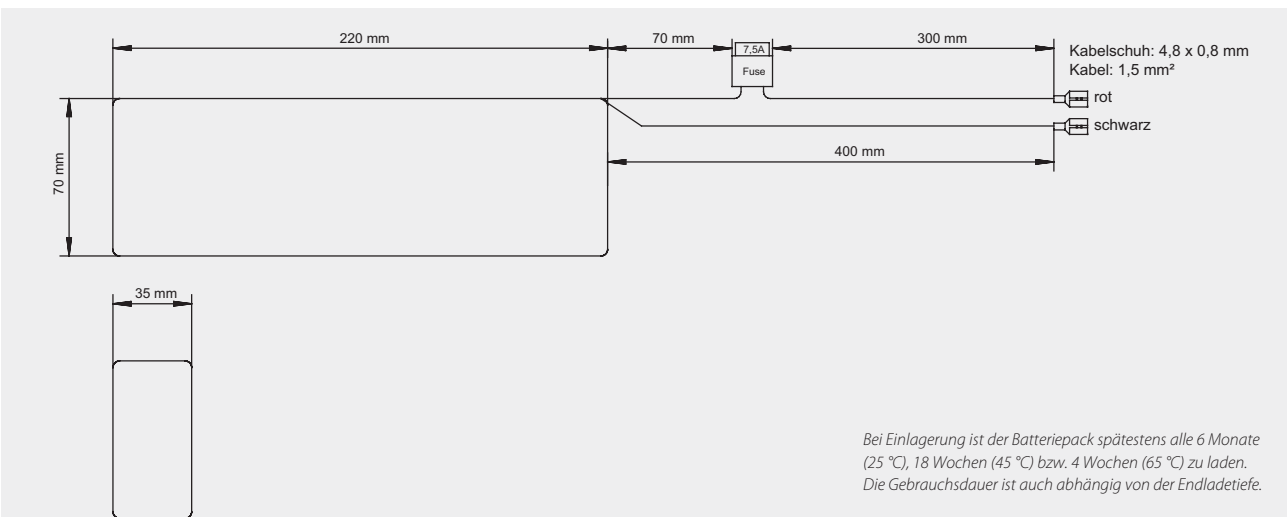 220 mm
70 mm
7,5A
Fuse
300 mm
Kabelschuh: 4,8 x 0,8 mm
Kabel: 1,5 mm²
rot
schwarz
400 mm
70 mm
35 mm
Bei Einlagerung ist der Batteriepack spätestens alle 6 Monate
(25 °C), 18 Wochen (45 °C) bzw. 4 Wochen (65 °C) zu laden.
Die Gebrauchsdauer ist auch abhängig von der Endladetiefe.